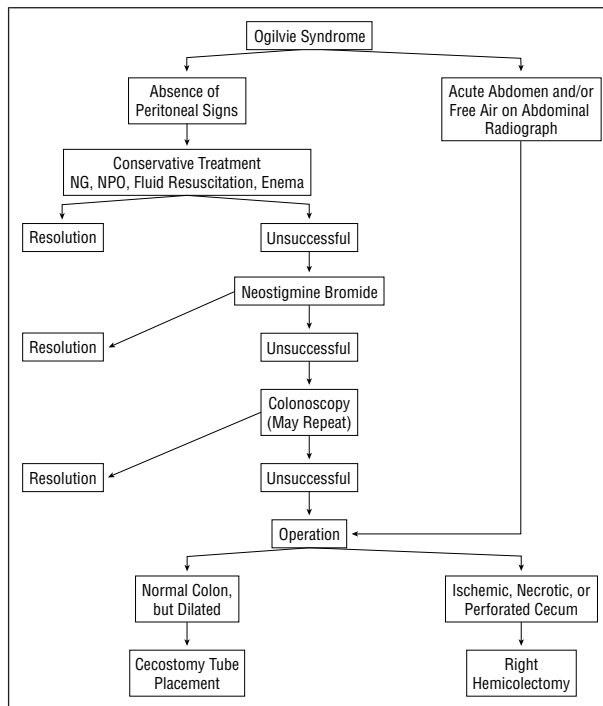 Ogilvie Syndrome
Absence of
Peritoneal Signs
Acute Abdomen and/or
Free Air on Abdominal
Radiograph
Conservative Treatment
NG, NPO, Fluid Resuscitation, Enema
Resolution
Unsuccessful
Neostigmine Bromide
Resolution
Unsuccessful
Colonoscopy
(May Repeat)
Resolution
Unsuccessful
Operation
Normal Colon,
but Dilated
Ischemic, Necrotic, or
Perforated Cecum
Cecostomy Tube
Placement
Right
Hemicolectomy